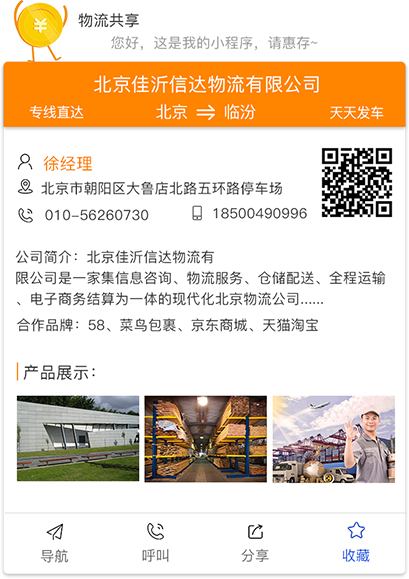 物流共享
您好，这是我的小程序，请惠存~
北京佳沂信达物流有限公司
专线直达 北京 ⇒ 临汾 天天发车
徐经理
北京市朝阳区大鲁店北路五环路停车场
010-56260730 18500490996
公司简介：北京佳沂信达物流有
限公司是一家集信息咨询、物流服务、仓储配送、全程运输
、电子商务结算为一体的现代化北京物流公司......
合作品牌：58、菜鸟包裹、京东商城、天猫淘宝
产品展示：
导航 呼叫 分享 收藏